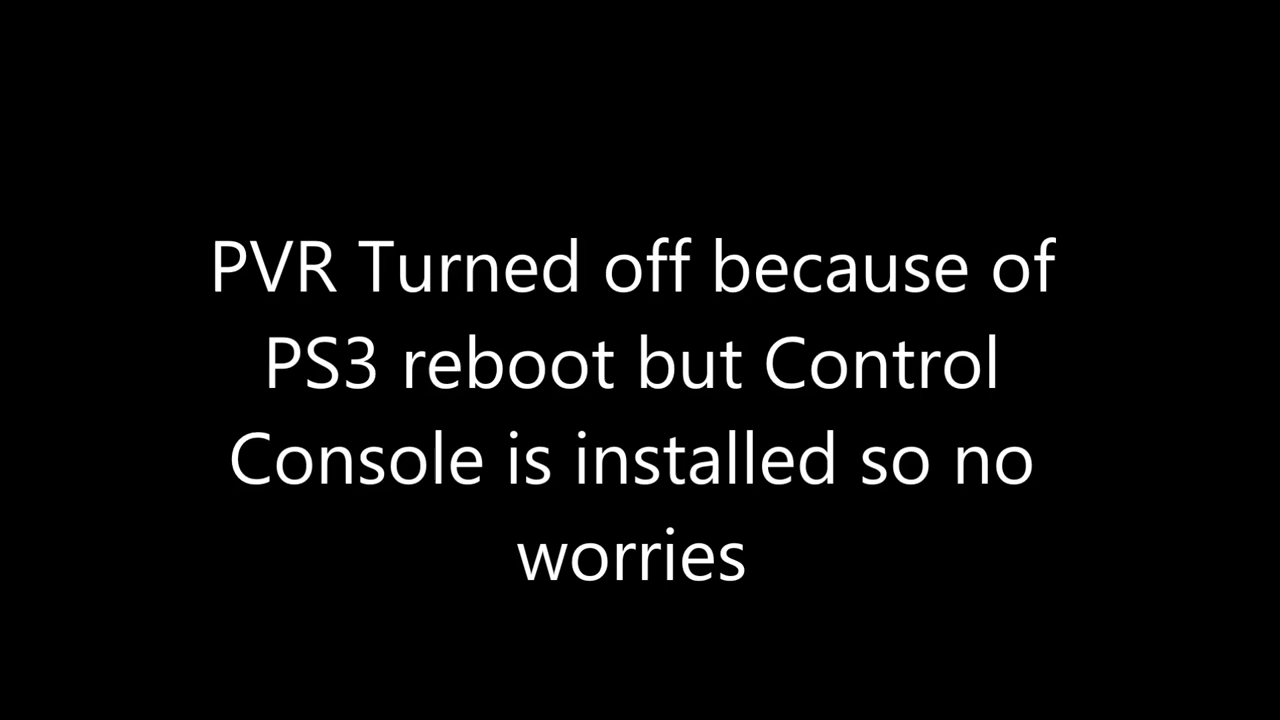 PVR Turned off because of
PS3 reboot but Control
Console is installed so no
worries